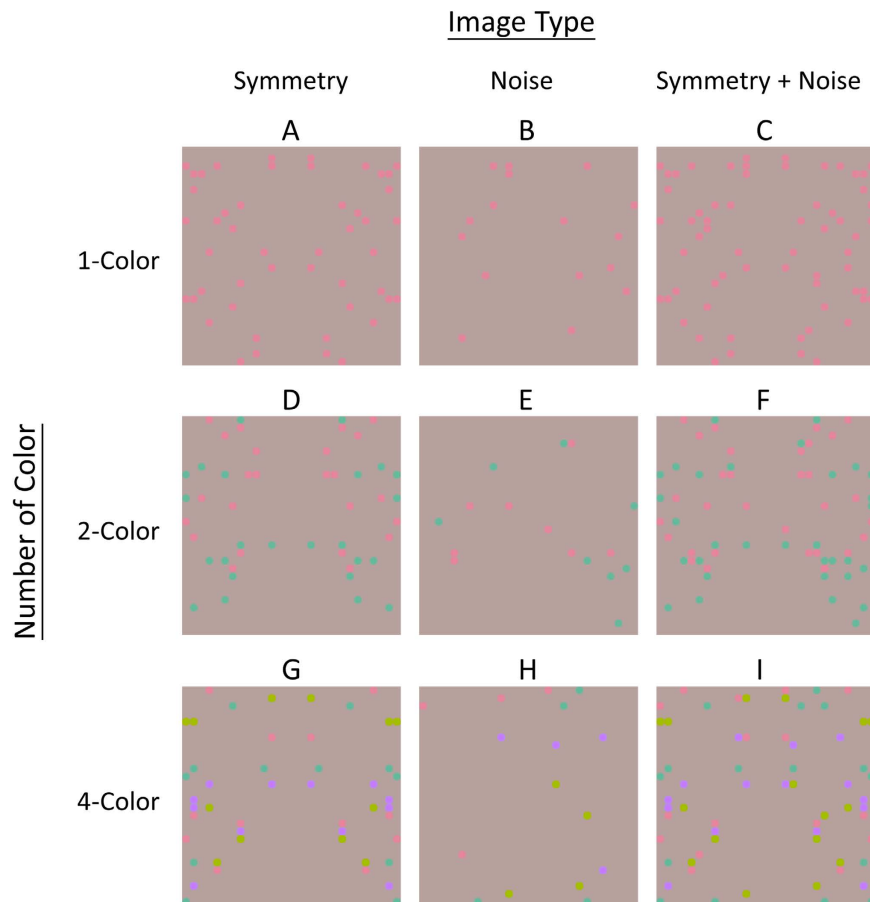 Image Type
Symmetry
Noise
Symmetry + Noise
A
B
C
1-Color
D
E
F
Number of Color
2-Color
G
H
I
4-Color